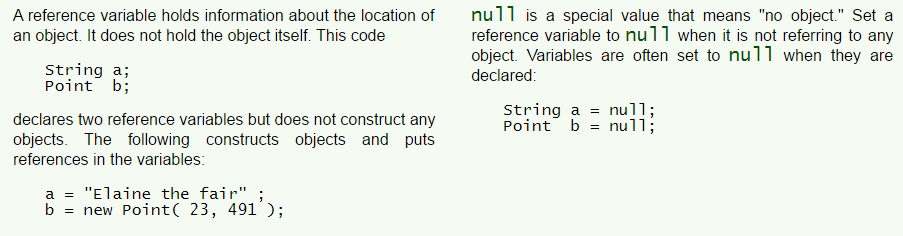 A reference variable holds information about the location of
an object. It does not hold the object itself. This code
String a;
Point  b;
declares two reference variables but does not construct any
objects. The following constructs objects and puts
references in the variables:
a = "Elaine the fair" ;
b = new Point( 23, 491 );
null is a special value that means "no object." Set a
reference variable to null when it is not referring to any
object. Variables are often set to null when they are
declared:
String a = null;
Point  b = null;